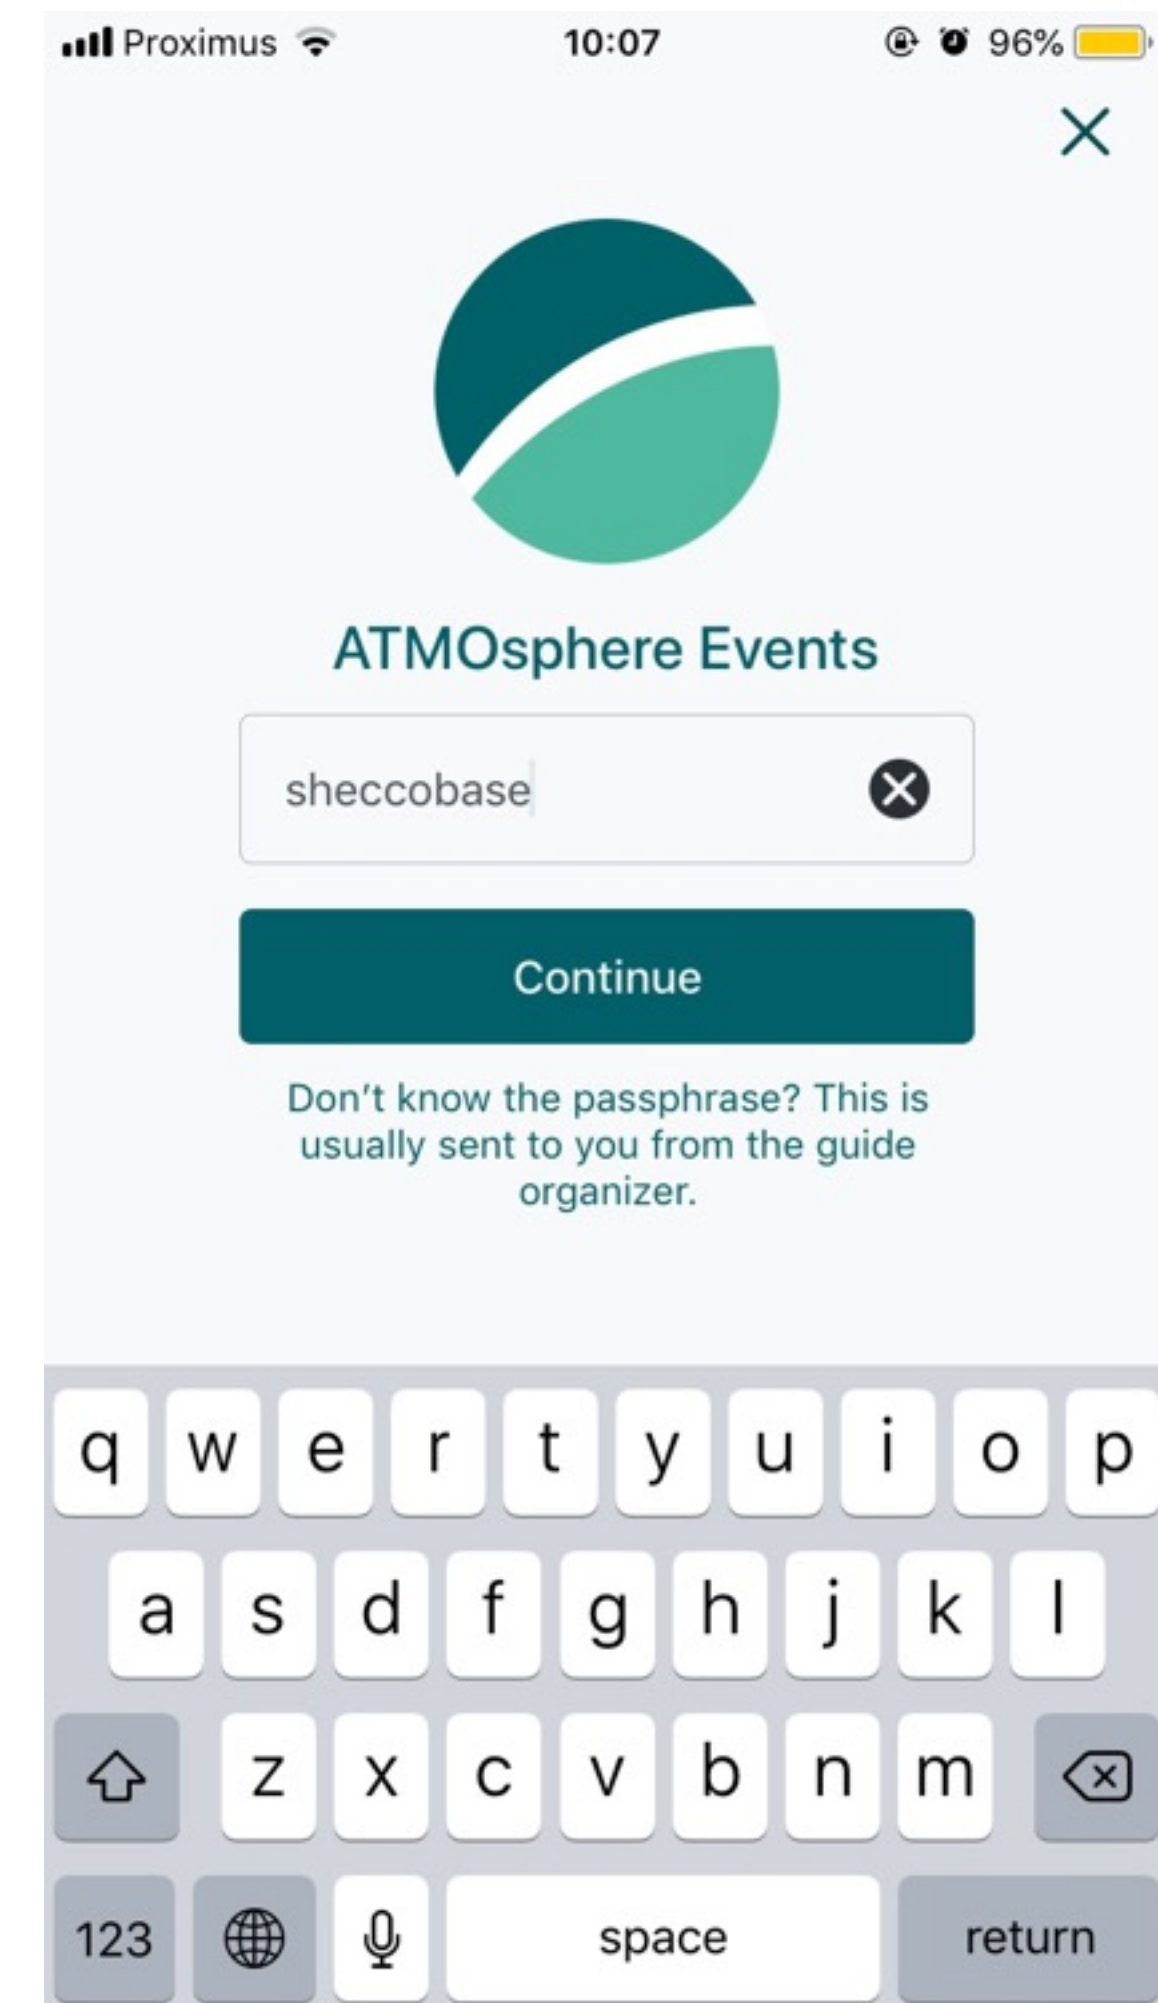 Proximus 10:07 96%
ATMOsphere Events
sheccobase
Continue
Don't know the passphrase? This is
usually sent to you from the guide
organizer.
q w e r t y u i o p
a s d f g h j k l
z x c v b n m
123 space return